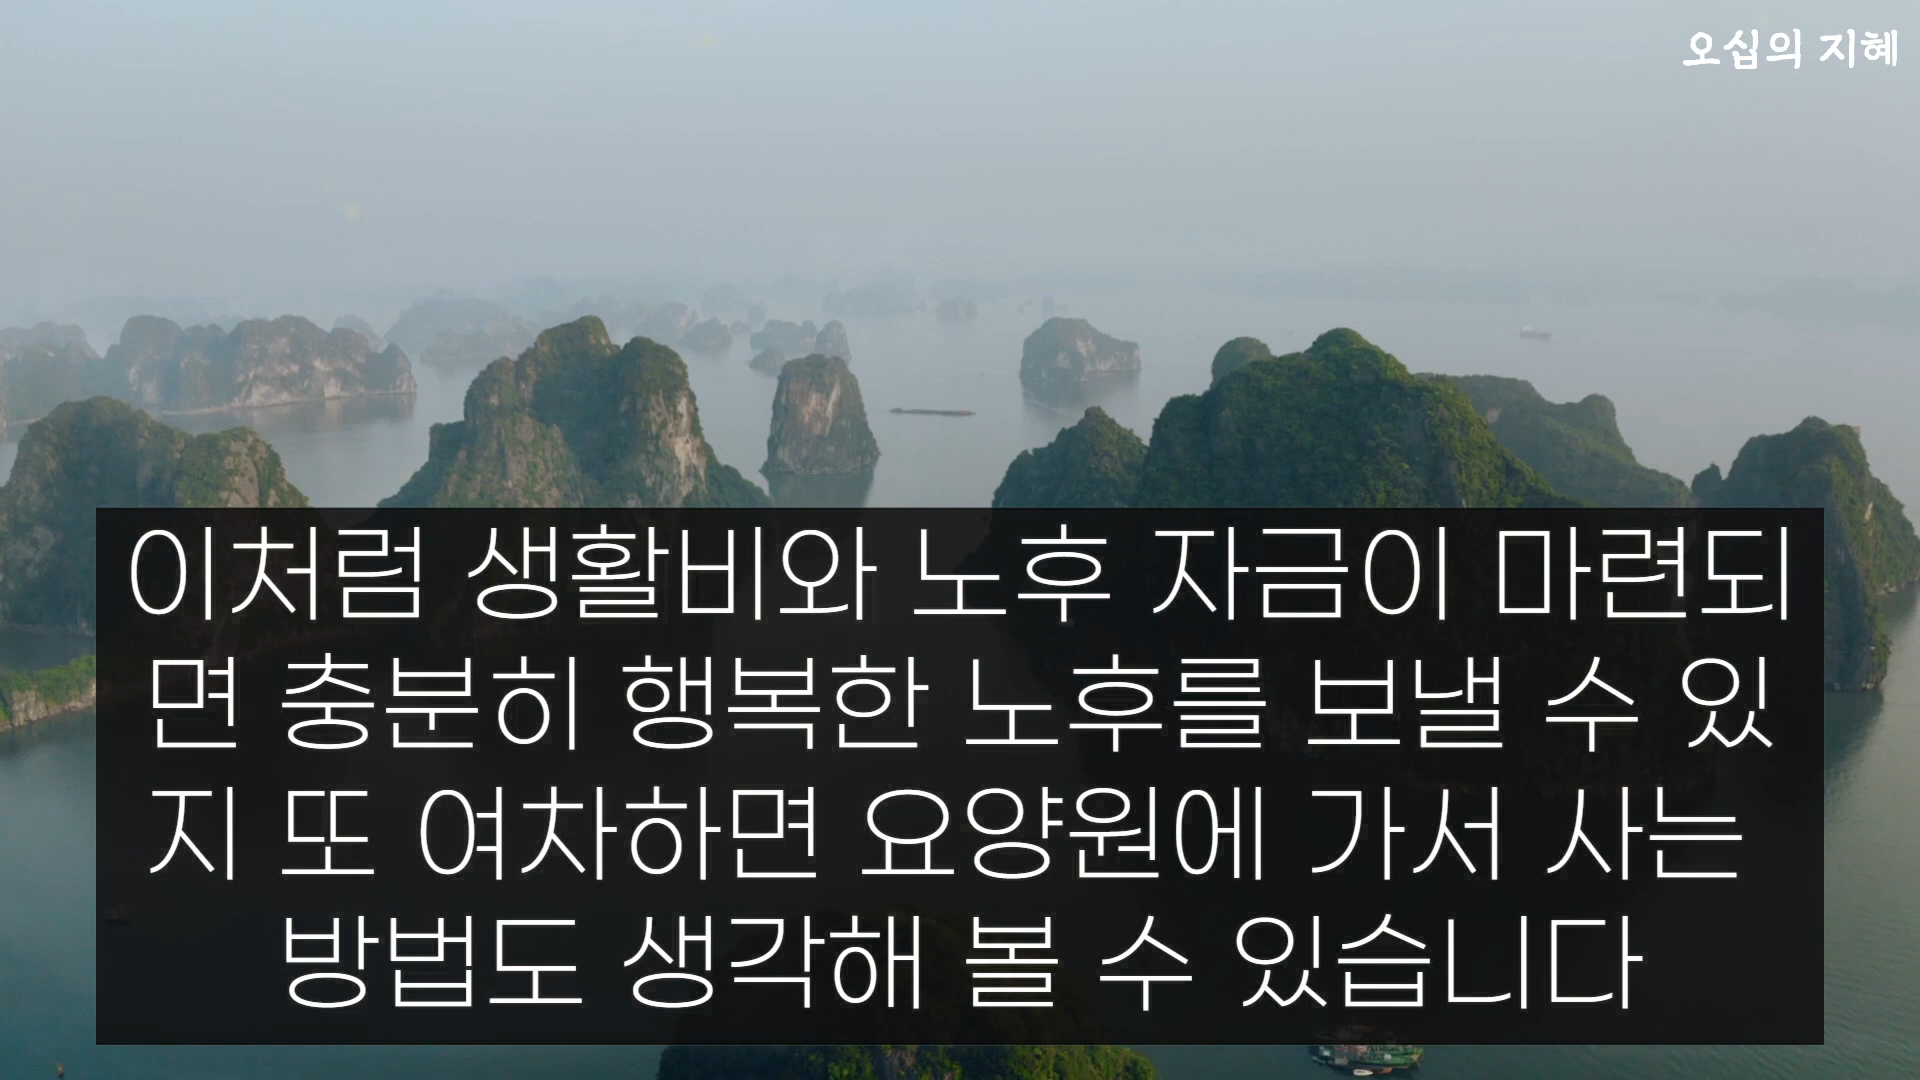 오십의 지혜
이처럼 생활비와 노후 자금이 마련되
면 충분히 행복한 노후를 보낼 수 있
지 또 여차하면 요양원에 가서 사는
방법도 생각해 볼 수 있습니다